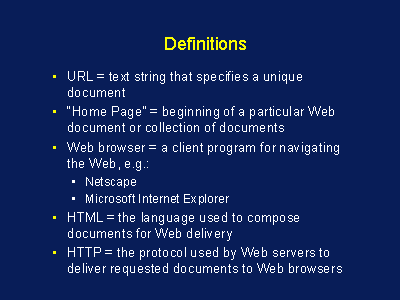 Definitions
• URL = text string that specifies a unique
document
• "Home Page" = beginning of a particular Web
document or collection of documents
• Web browser = a client program for navigating
the Web, e.g.:
• Netscape
• Microsoft Internet Explorer
• HTML = the language used to compose
documents for Web delivery
• HTTP = the protocol used by Web servers to
deliver requested documents to Web browsers